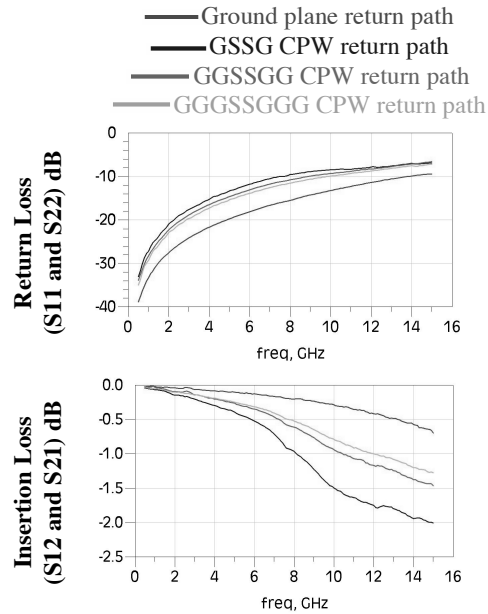 Ground plane return path
GSSG CPW return path
GGSSGG CPW return path
GGGSSGGG CPW return path
Return Loss
(S11 and S22) dB
0
-10
-20
-30
-40
0 2 4 6 8 10 12 14 16
freq, GHz
Insertion Loss
(S12 and S21) dB
0.0
-0.5
-1.0
-1.5
-2.0
-2.5
0 2 4 6 8 10 12 14 16
freq, GHz